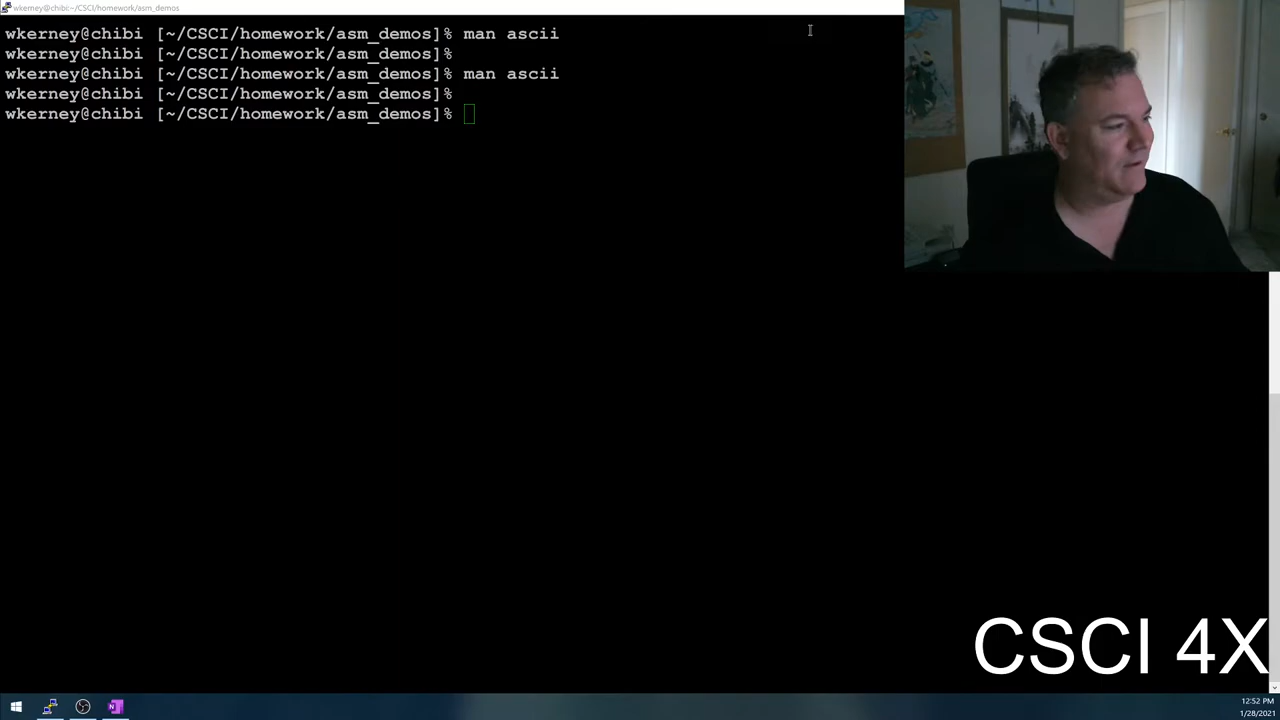 wkerney@chibi:~/CSCI/homework/asm_demos
wkerney@chibi [~/CSCI/homework/asm_demos]% man ascii
wkerney@chibi [~/CSCI/homework/asm_demos]%
wkerney@chibi [~/CSCI/homework/asm_demos]% man ascii
wkerney@chibi [~/CSCI/homework/asm_demos]%
wkerney@chibi [~/CSCI/homework/asm_demos]%
CSCI 4X
12:52 PM
1/28/2021